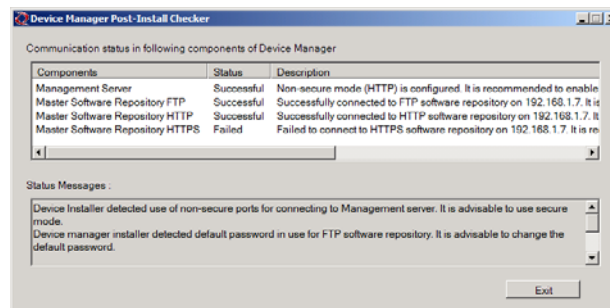 Device Manager Post-Install Checker
Communication status in following components of Device Manager
Components Status Description
Management Server Successful Non-secure mode (HTTP) is configured. It is recommended to enable
Master Software Repository FTP Successful Successfully connected to FTP software repository on 192.168.1.7. It is
Master Software Repository HTTP Successful Successfully connected to HTTP software repository on 192.168.1.7. It
Master Software Repository HTTPS Failed Failed to connect to HTTPS software repository on 192.168.1.7. It is re
Status Messages :
Device Installer detected use of non-secure ports for connecting to Management server. It is advisable to use secure
mode.
Device manager installer detected default password in use for FTP software repository. It is advisable to change the
default password.
Exit